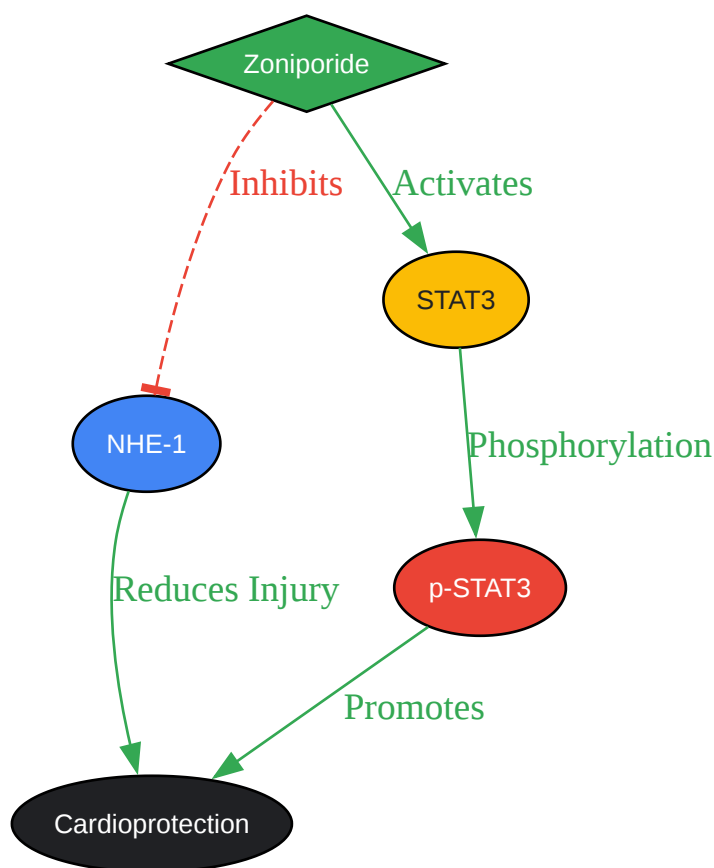 Zoniporide
Inhibits
Activates
STAT3
NHE-1
Phosphorylation
Reduces Injury
p-STAT3
Promotes
Cardioprotection